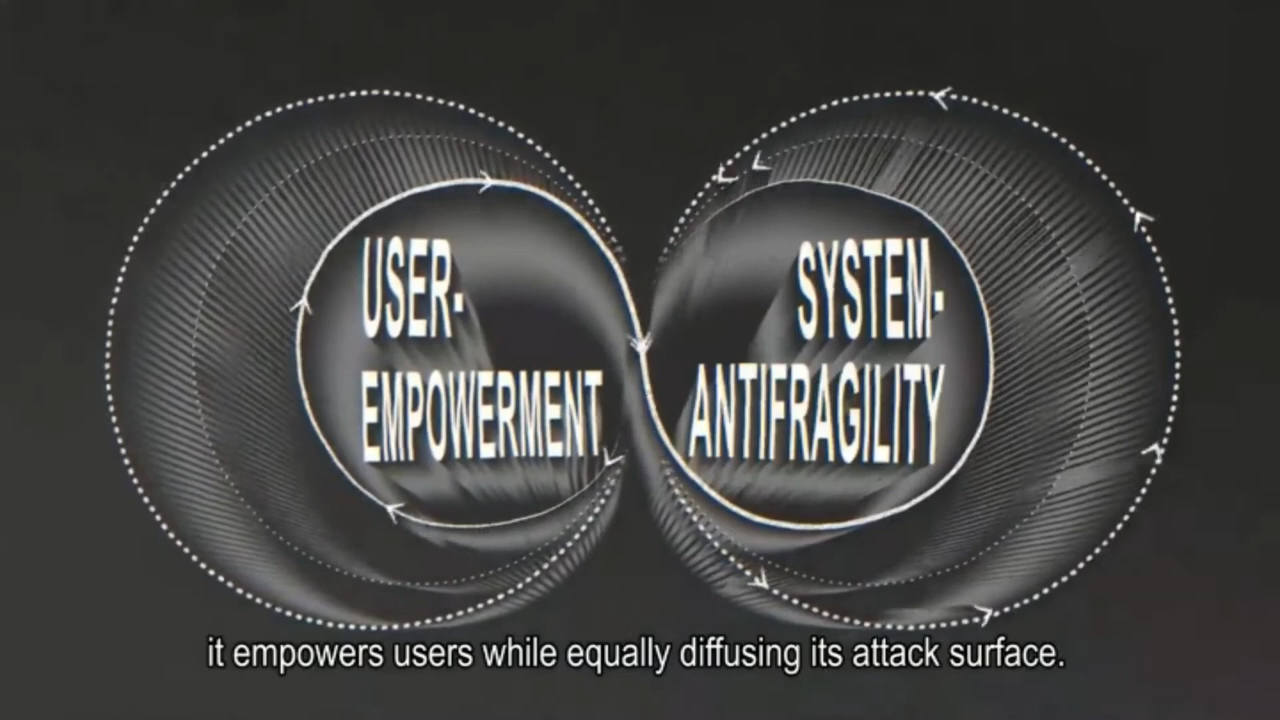 USER-
EMPOWERMENT
SYSTEM-
ANTIFRAGILITY
it empowers users while equally diffusing its attack surface.